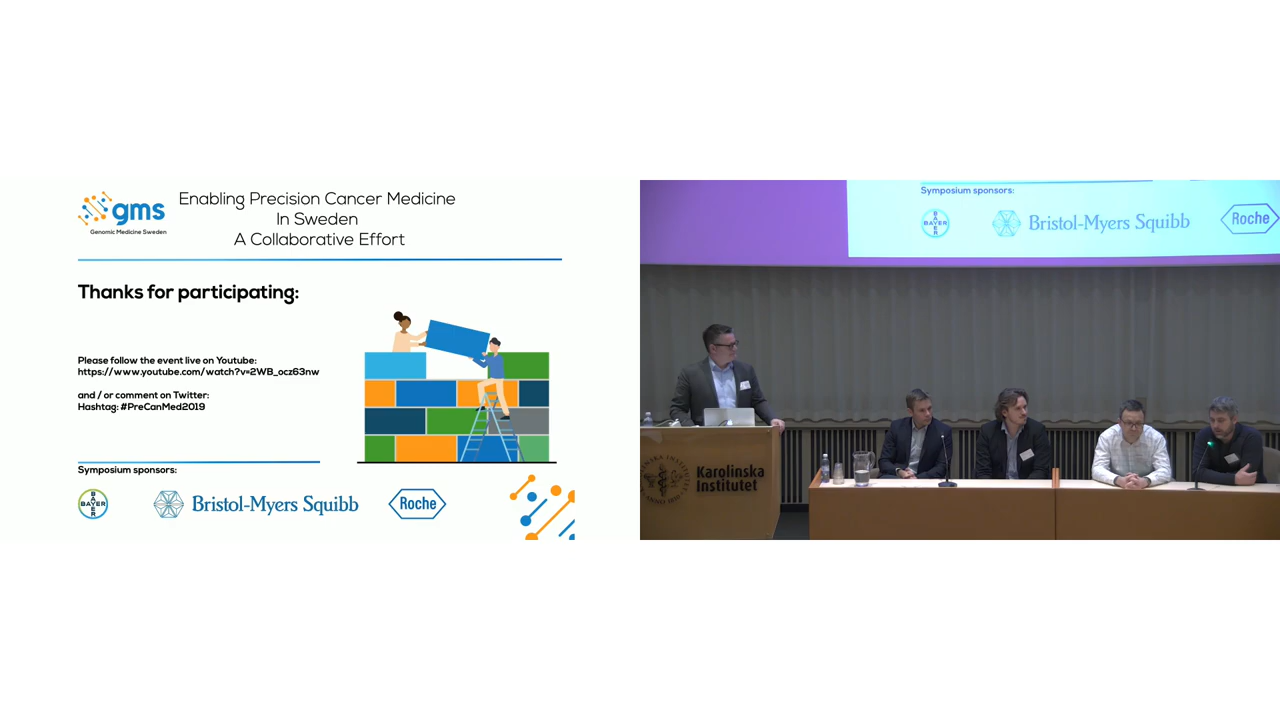 gms
Genomic Medicine Sweden
Enabling Precision Cancer Medicine
In Sweden
A Collaborative Effort
Thanks for participating:
Please follow the event live on Youtube:
https://www.youtube.com/watch?v=2WB_ocz63nw
and / or comment on Twitter:
Hashtag: #PreCanMed2019
Symposium sponsors:
BAYER
Bristol-Myers Squibb
Roche
Symposium sponsors:
BAYER
Bristol-Myers Squibb
Roche
Karolinska
Institutet